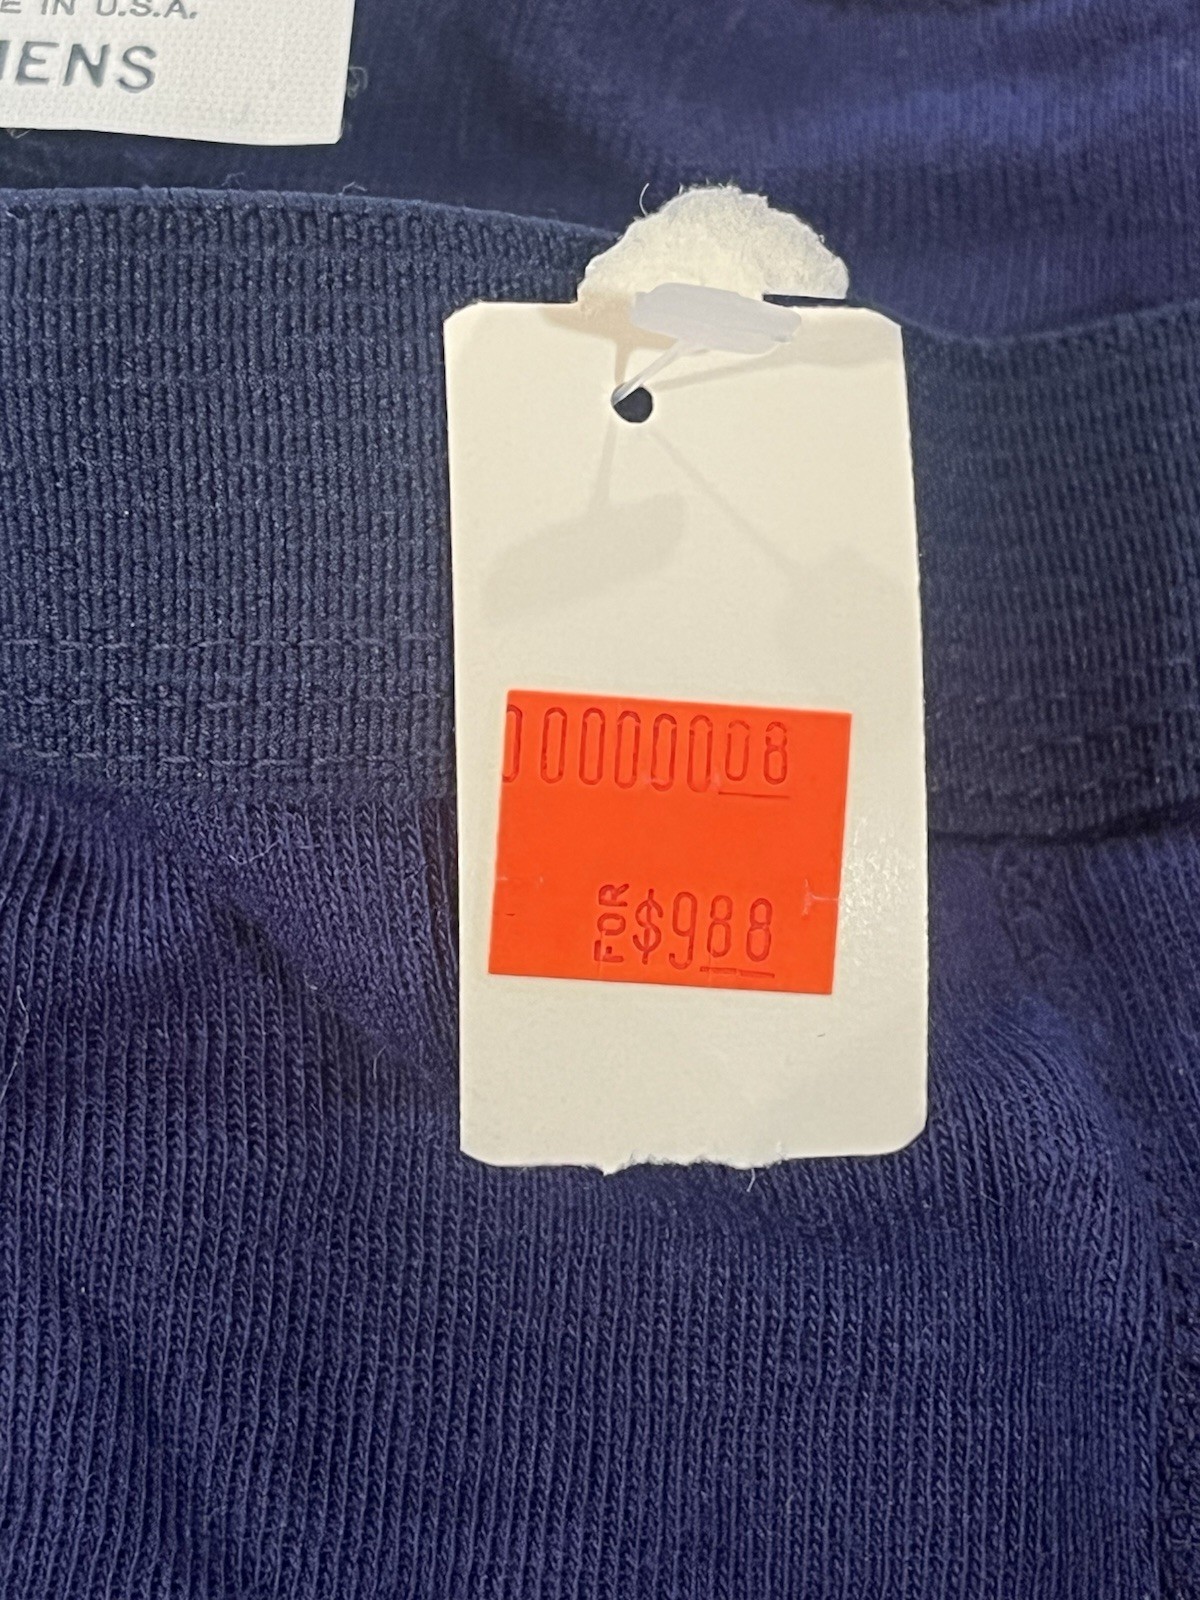 E IN U.S.A.
MENS
00000008
FOR $988